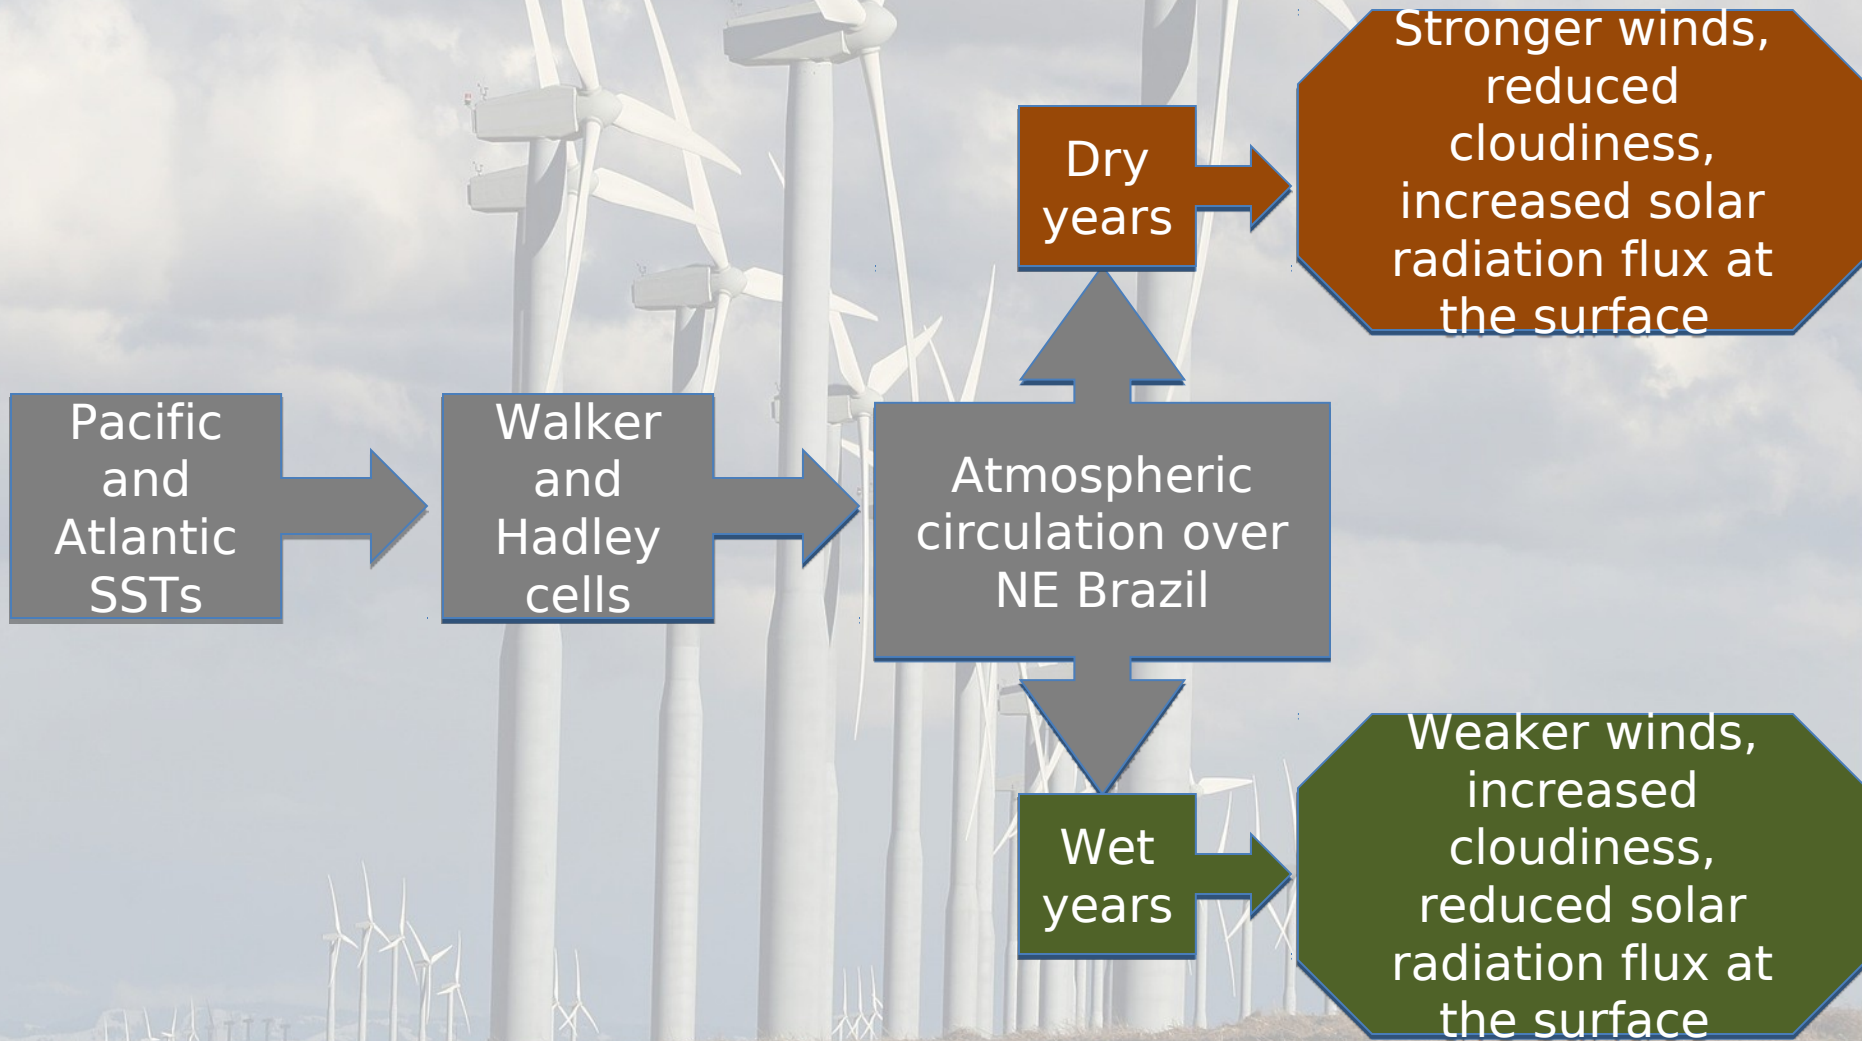 Pacific
and
Atlantic
SSTs
Walker
and
Hadley
cells
Atmospheric
circulation over
NE Brazil
Dry
years
Stronger winds,
reduced
cloudiness,
increased solar
radiation flux at
the surface
Wet
years
Weaker winds,
increased
cloudiness,
reduced solar
radiation flux at
the surface